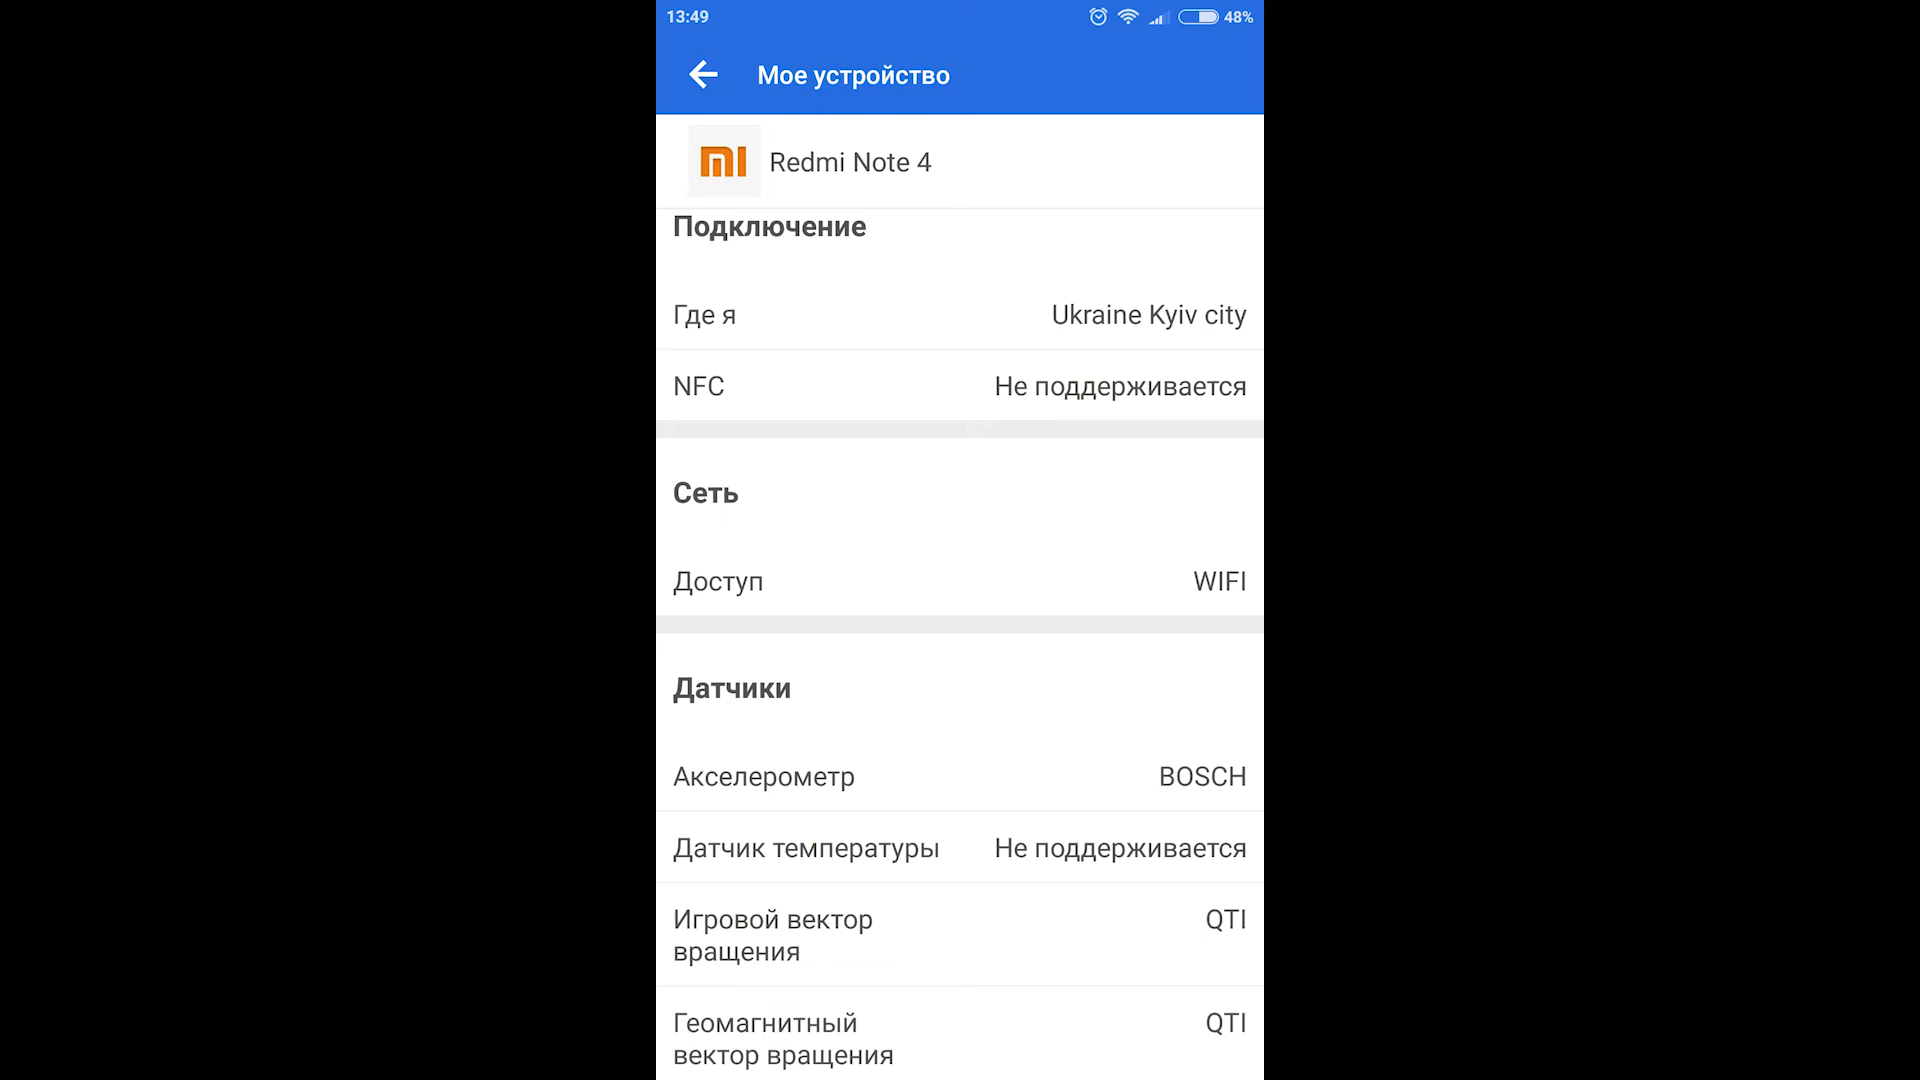 13:49
48%
Мое устройство
Redmi Note 4
Подключение
Где я Ukraine Kyiv city
NFC Не поддерживается
Сеть
Доступ WIFI
Датчики
Акселерометр BOSCH
Датчик температуры Не поддерживается
Игровой вектор QTI
вращения
Геомагнитный QTI
вектор вращения